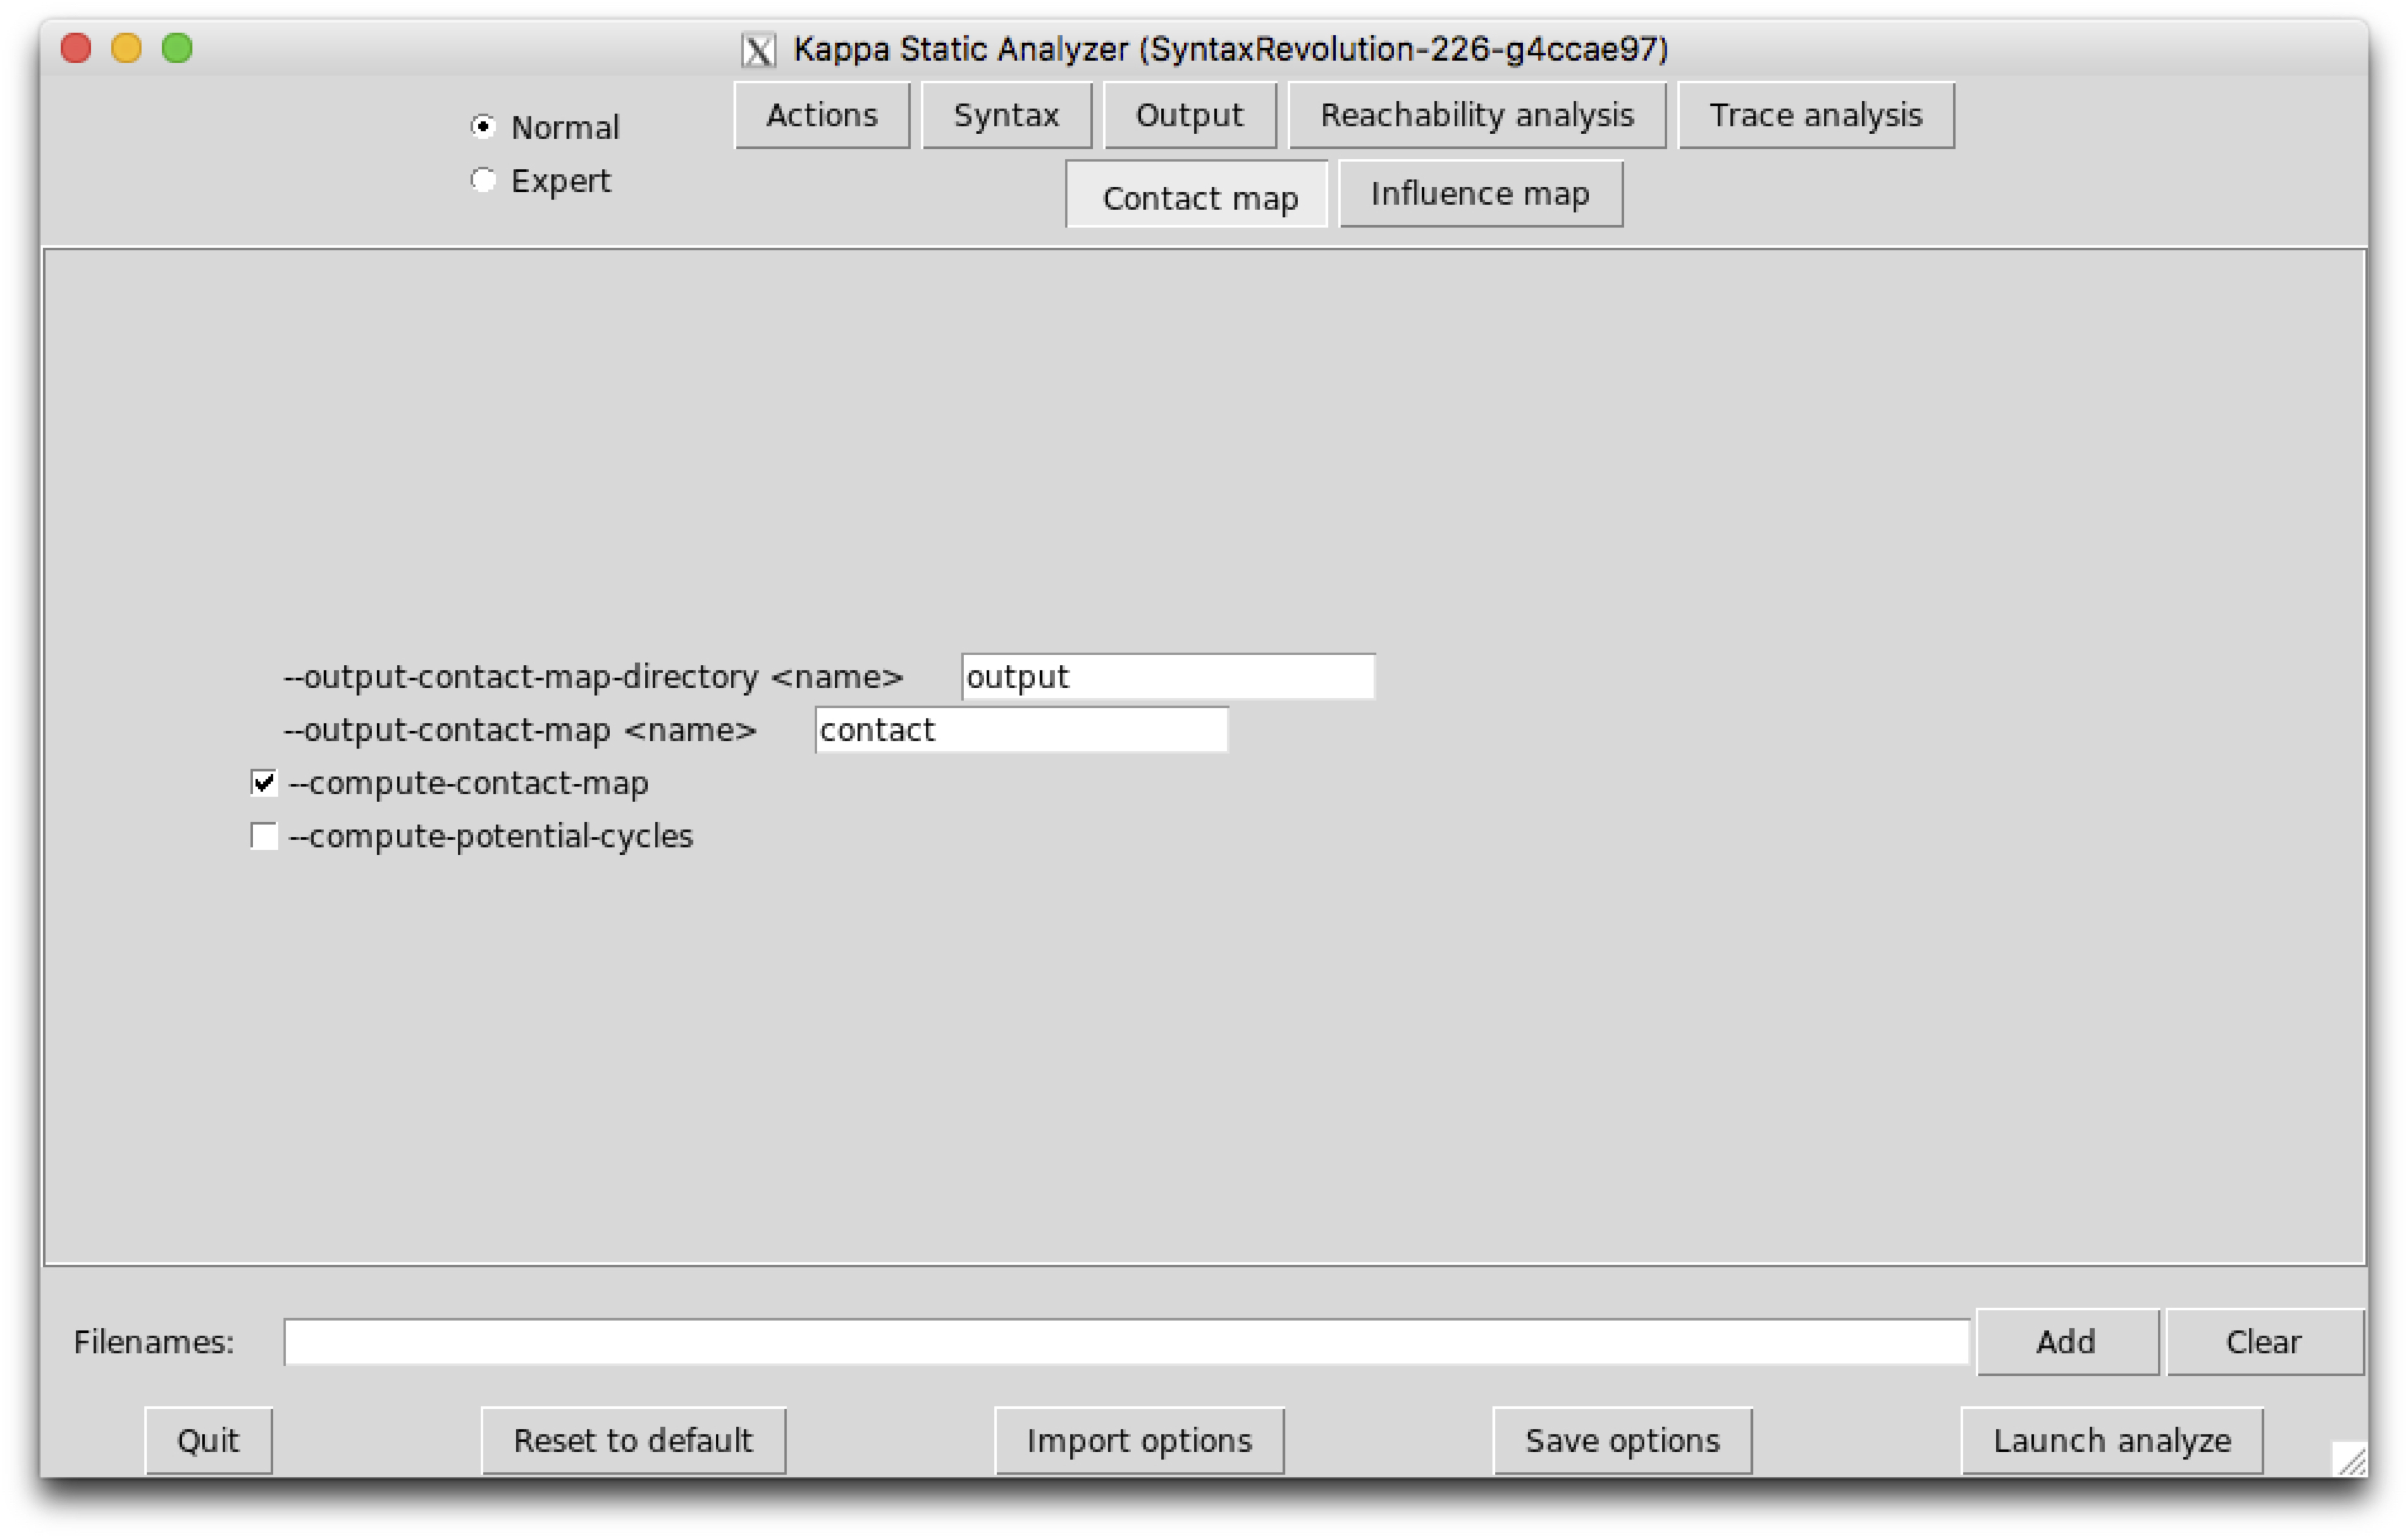 Kappa Static Analyzer (SyntaxRevolution-226-g4ccae97)
Normal
Expert
Actions Syntax Output Reachability analysis Trace analysis
Contact map Influence map
--output-contact-map-directory <name> output
--output-contact-map <name> contact
--compute-contact-map
--compute-potential-cycles
Filenames: Add Clear
Quit Reset to default Import options Save options Launch analyze